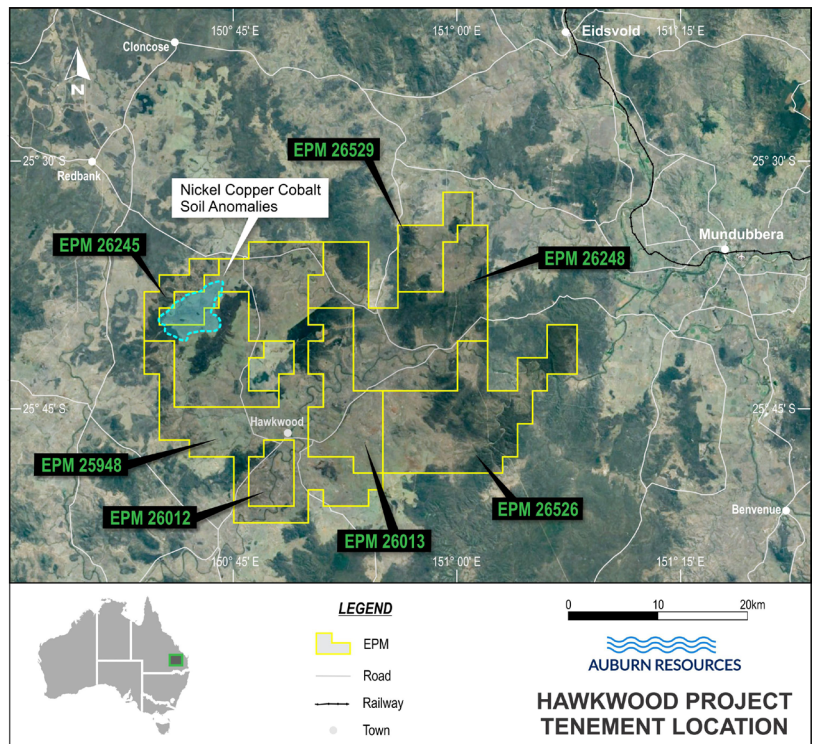 150° 45' E
151° 00' E
151° 15' E
Cloncose
Eidsvold
N
25° 30' S
25° 30' S
EPM 26529
Redbank
Nickel Copper Cobalt
Soil Anomalies
EPM 26245
Mundubbera
EPM 26248
25° 45' S
25° 45' S
Hawkwood
EPM 25948
EPM 26012
EPM 26526
Benvenue
EPM 26013
150° 45' E
151° 00' E
151° 15' E
LEGEND
EPM
Road
Railway
Town
0 10 20km
AUBURN RESOURCES
HAWKWOOD PROJECT
TENEMENT LOCATION